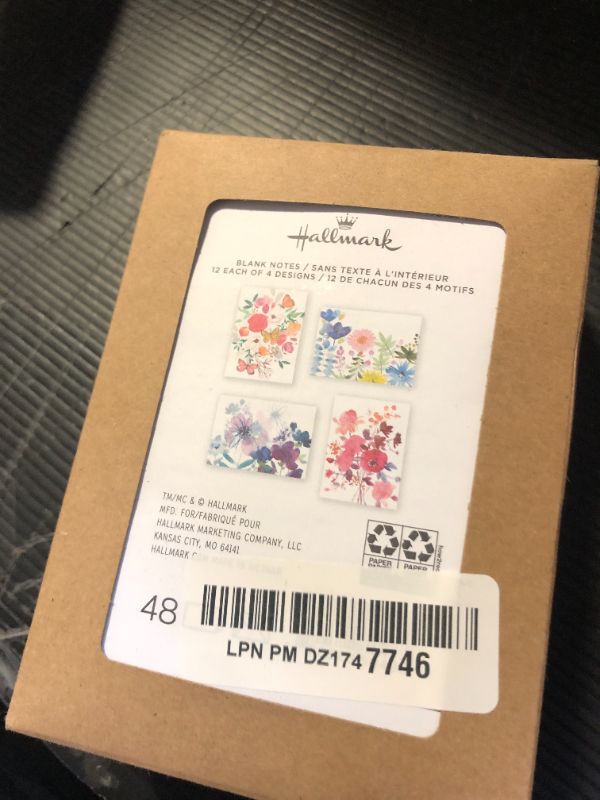 Hallmark
BLANK NOTES / SANS TEXTE À L'INTÉRIEUR
12 EACH OF 4 DESIGNS / 12 DE CHACUN DES 4 MOTIFS
TM/MC & © HALLMARK
MFD. FOR/FABRIQUÉ POUR
HALLMARK MARKETING COMPANY, LLC
KANSAS CITY, MO 64141
HALLMARK
PAPER
PAPER
48
LPN PM DZ174 7746